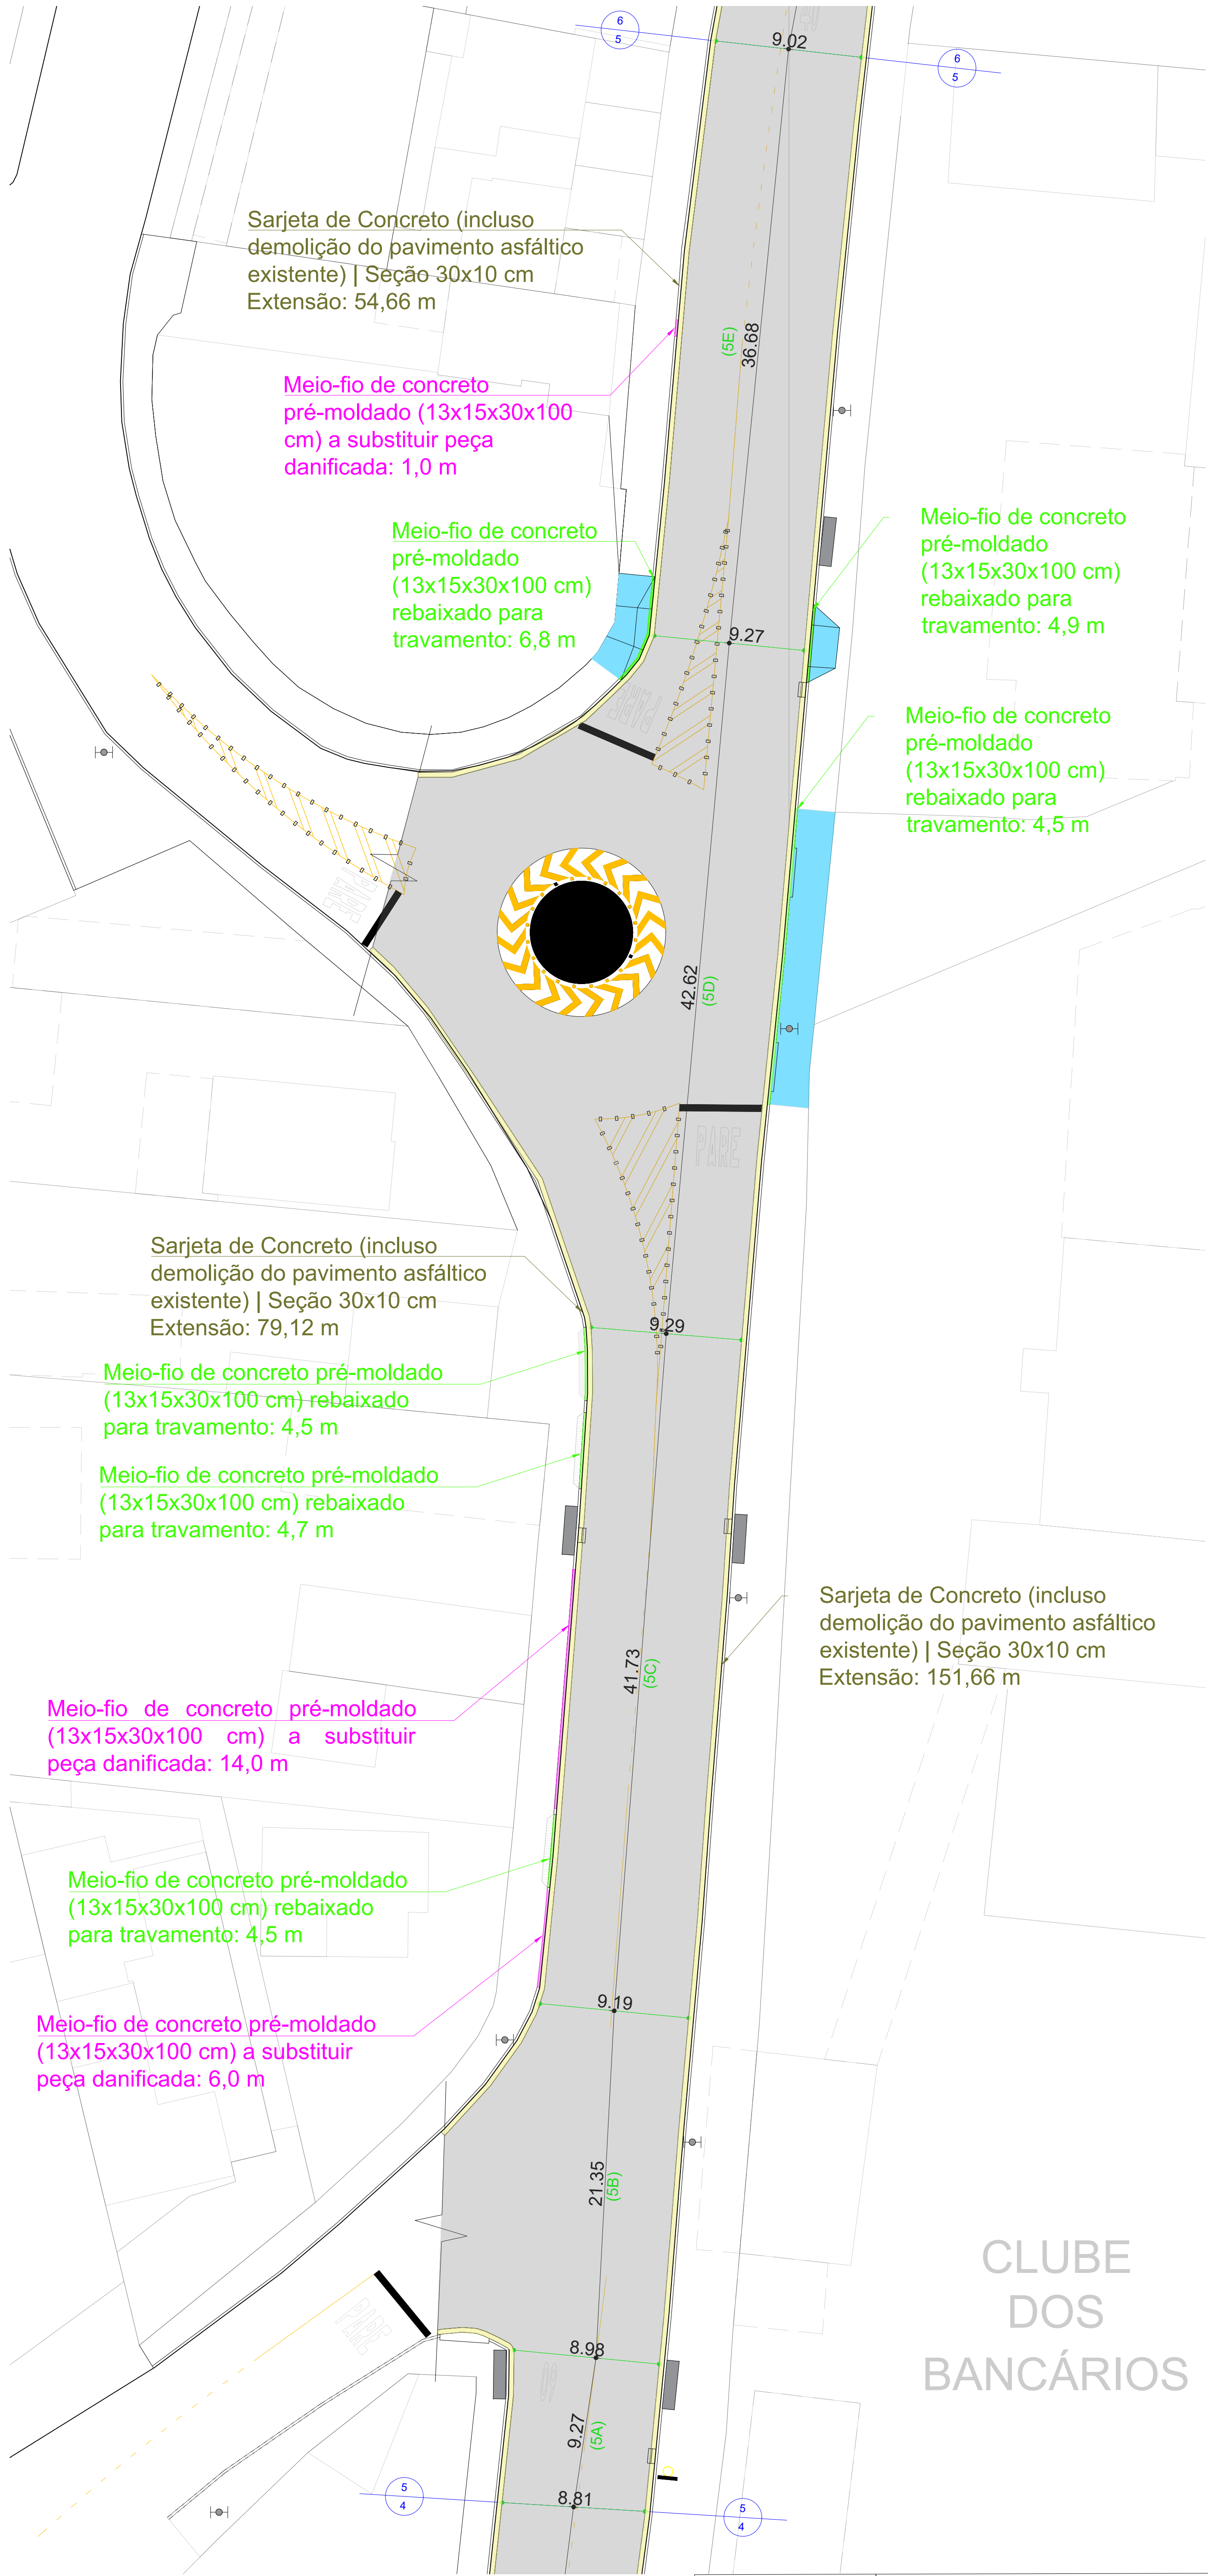 6
5
9.02
6
5
Sarjeta de Concreto (incluso
demolição do pavimento asfáltico
existente) | Seção 30x10 cm
Extensão: 54,66 m
(5E)
36.68
Meio-fio de concreto
pré-moldado (13x15x30x100
cm) a substituir peça
danificada: 1,0 m
Meio-fio de concreto
pré-moldado
(13x15x30x100 cm)
rebaixado para
travamento: 6,8 m
Meio-fio de concreto
pré-moldado
(13x15x30x100 cm)
rebaixado para
travamento: 4,9 m
9.27
PARE
Meio-fio de concreto
pré-moldado
(13x15x30x100 cm)
rebaixado para
travamento: 4,5 m
PARE
42.62
(5D)
PARE
Sarjeta de Concreto (incluso
demolição do pavimento asfáltico
existente) | Seção 30x10 cm
Extensão: 79,12 m
9.29
Meio-fio de concreto pré-moldado
(13x15x30x100 cm) rebaixado
para travamento: 4,5 m
Meio-fio de concreto pré-moldado
(13x15x30x100 cm) rebaixado
para travamento: 4,7 m
Sarjeta de Concreto (incluso
demolição do pavimento asfáltico
existente) | Seção 30x10 cm
Extensão: 151,66 m
41.73
(5C)
Meio-fio de concreto pré-moldado
(13x15x30x100 cm) a substituir
peça danificada: 14,0 m
Meio-fio de concreto pré-moldado
(13x15x30x100 cm) rebaixado
para travamento: 4,5 m
9.19
Meio-fio de concreto pré-moldado
(13x15x30x100 cm) a substituir
peça danificada: 6,0 m
21.35
(5B)
CLUBE
DOS
BANCÁRIOS
PARE
8.98
9.27
(5A)
5
4
8.81
5
4